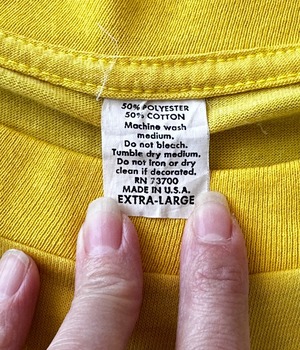 50% POLYESTER
50% COTTON
Machine wash
medium.
Do not bleach.
Tumble dry medium.
Do not iron or dry
clean if decorated.
RN 73700
MADE IN U.S.A.
EXTRA-LARGE